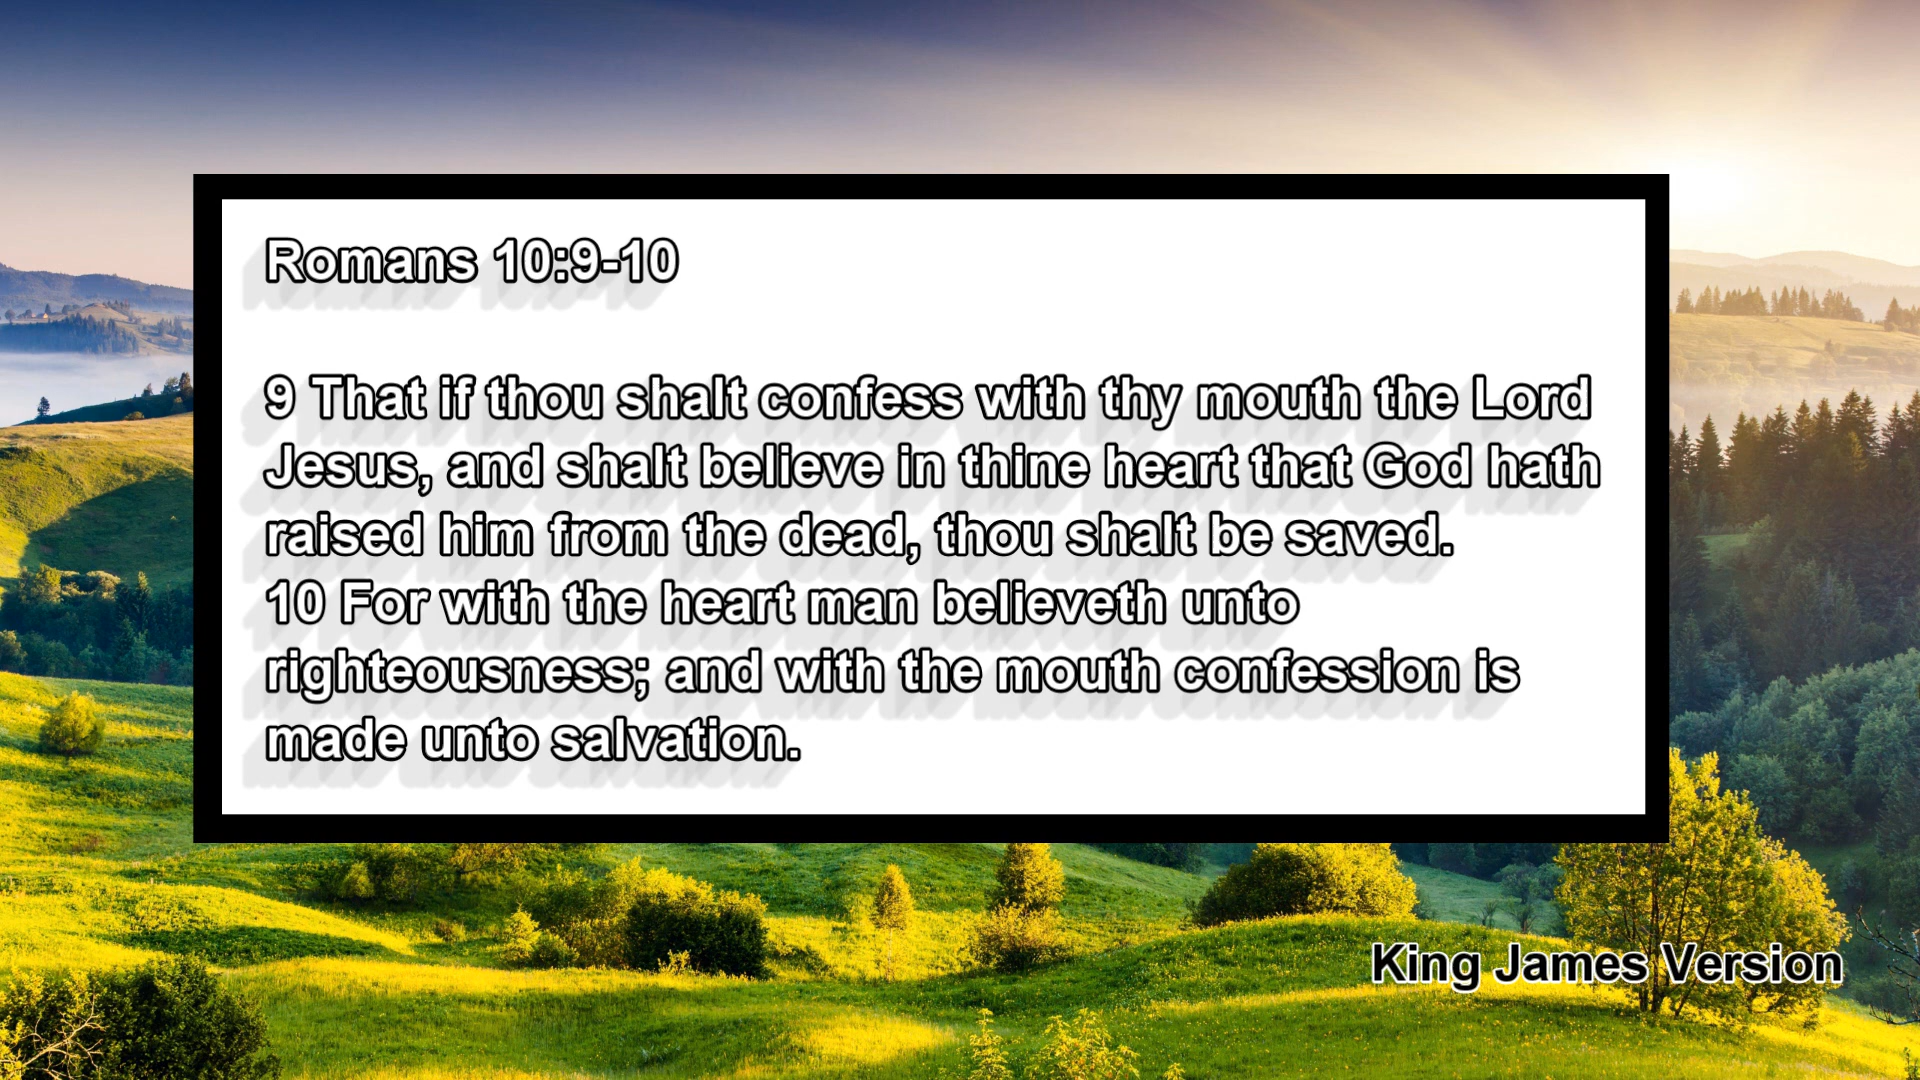 Romans 10:9-10
9 That if thou shalt confess with thy mouth the Lord
Jesus, and shalt believe in thine heart that God hath
raised him from the dead, thou shalt be saved.
10 For with the heart man believeth unto
righteousness; and with the mouth confession is
made unto salvation.
King James Version